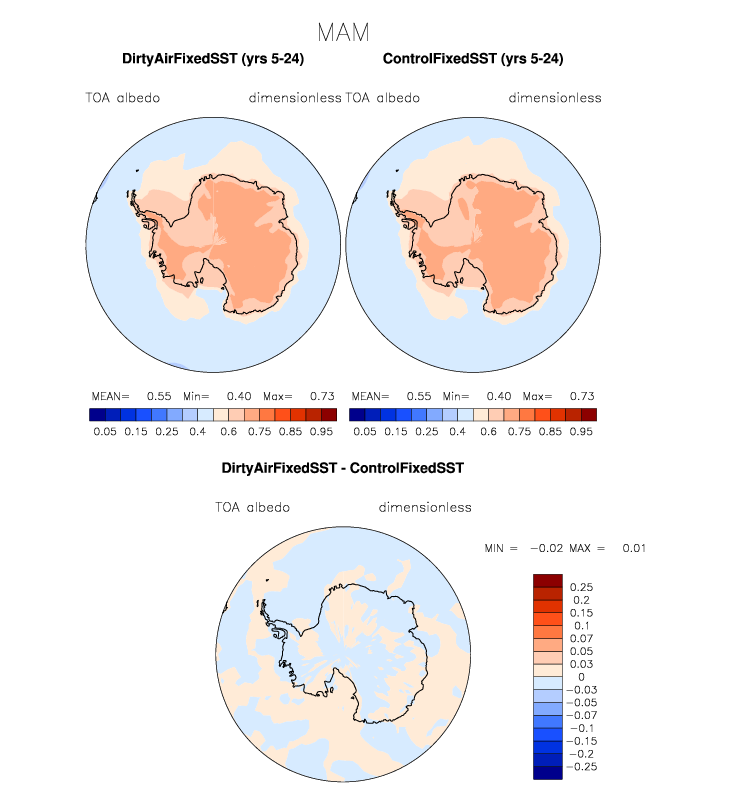 MAM
DirtyAirFixedSST (yrs 5-24) ControlFixedSST (yrs 5-24)
TOA albedo dimensionless TOA albedo dimensionless
MEAN= 0.55 Min= 0.40 Max= 0.73 MEAN= 0.55 Min= 0.40 Max= 0.73
0.05 0.15 0.25 0.4 0.6 0.75 0.85 0.95 0.05 0.15 0.25 0.4 0.6 0.75 0.85 0.95
DirtyAirFixedSST - ControlFixedSST
TOA albedo dimensionless
MIN = -0.02 MAX = 0.01
0.25
0.2
0.15
0.1
0.07
0.05
0.03
0
-0.03
-0.05
-0.07
-0.1
-0.15
-0.2
-0.25